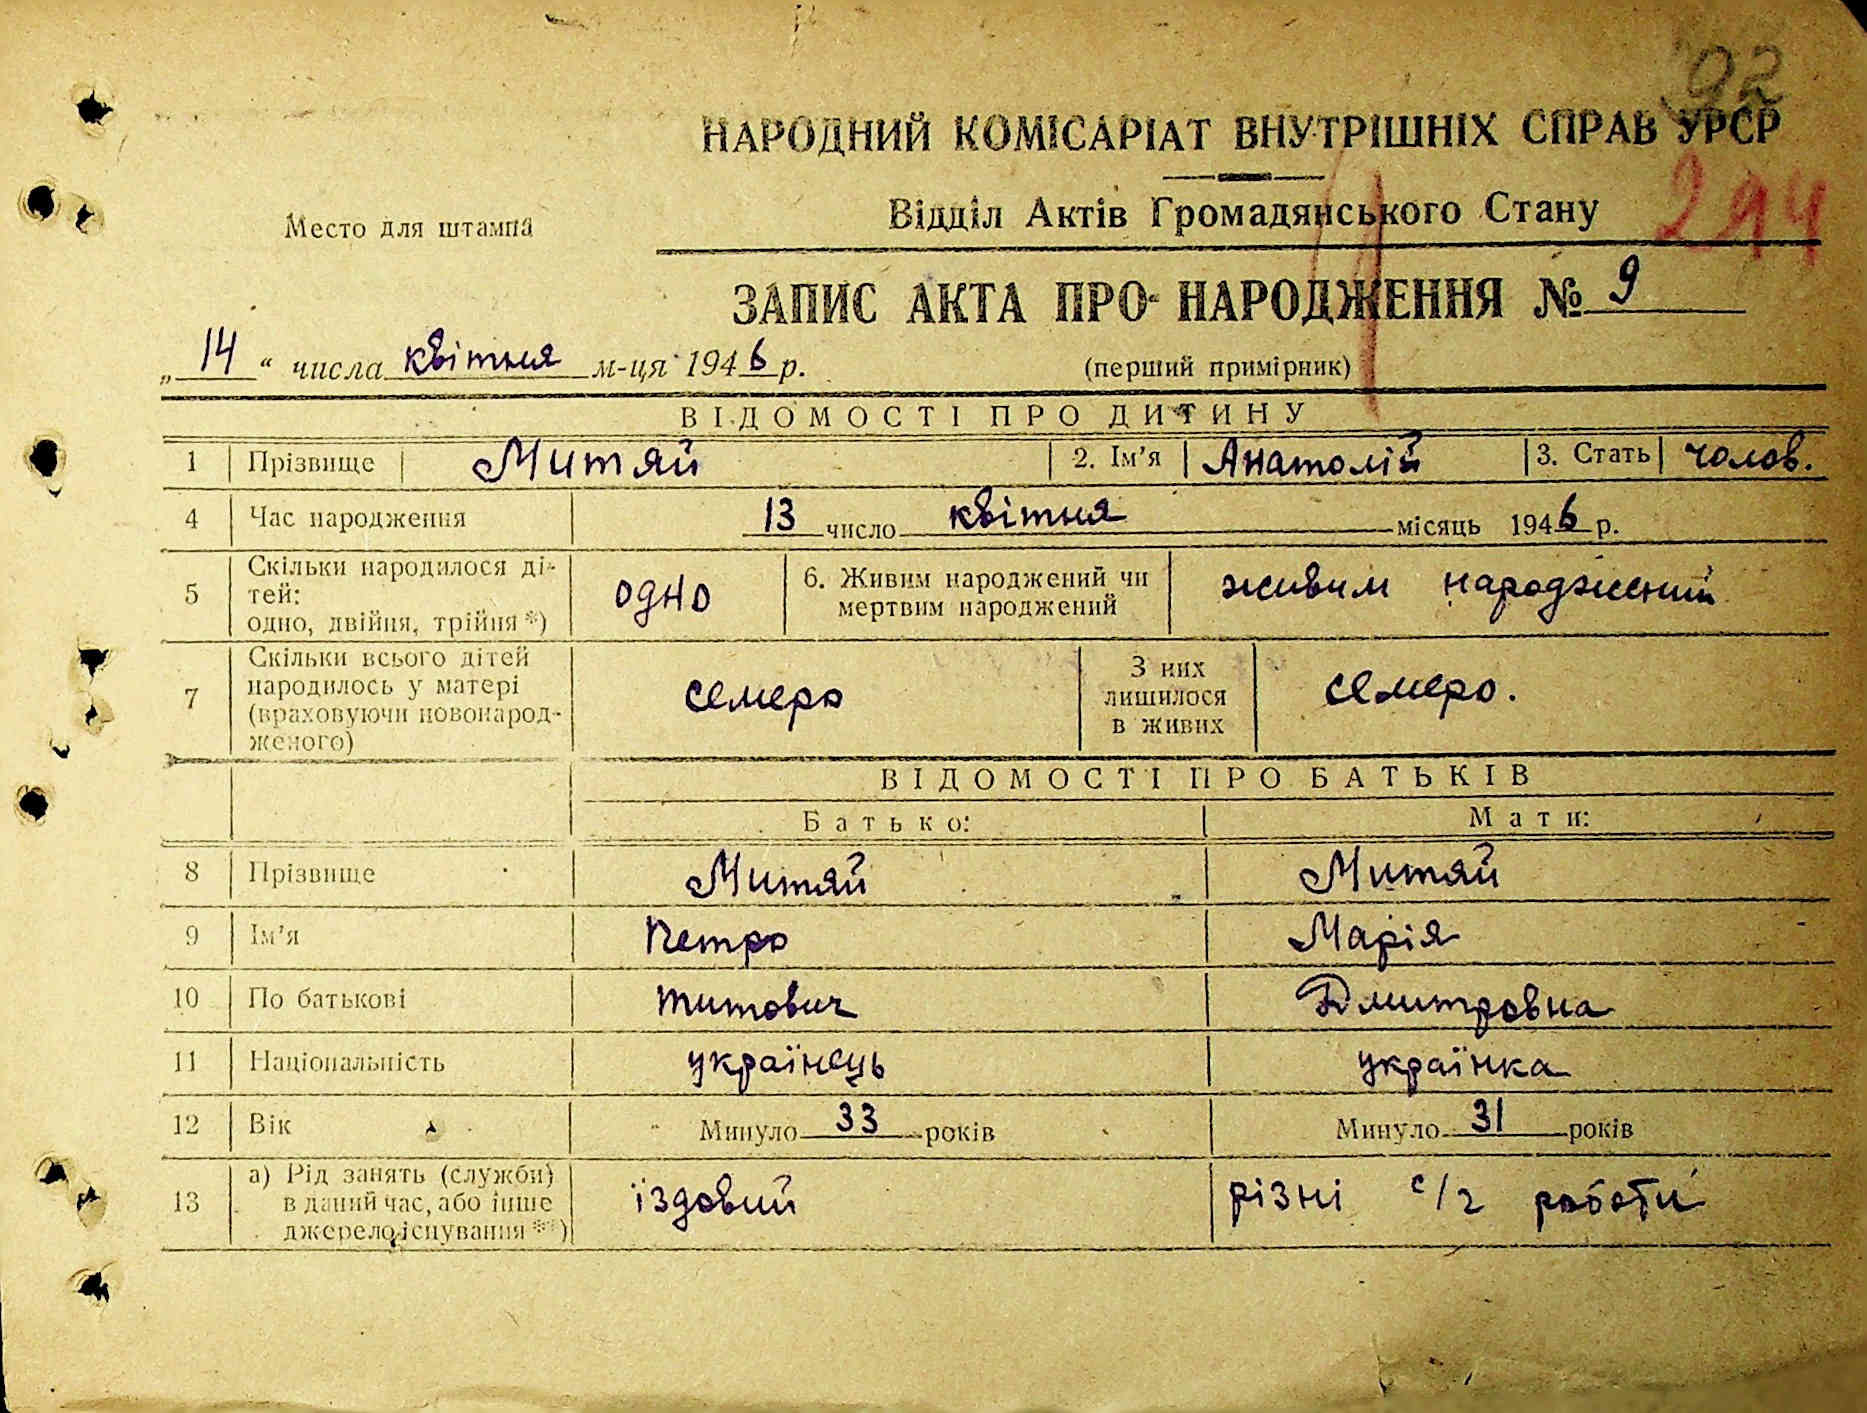 92
НАРОДНИЙ КОМІСАРІАТ ВНУТРІШНІХ СПРАВ УРСР
Место для штампа
Відділ Актів Громадянського Стану
294
ЗАПИС АКТА ПРО НАРОДЖЕННЯ № 9
„14" числа квітня м-ця 1946 р.
(перший примірник)
ВІДОМОСТІ ПРО ДИТИНУ
1 Прізвище Митяй 2. Ім'я Анатолій 3. Стать чолов.
4 Час народження 13 число квітня місяць 1946 р.
5 Скільки народилося ді-
тей:
одно, двійня, трійня *)
одно
6. Живим народжений чи
мертвим народжений
живим народжений
7 Скільки всього дітей
народилось у матері
(враховуючи новонарод-
женого)
семеро
З них
лишилося
в живих
семеро.
ВІДОМОСТІ ПРО БАТЬКІВ
Батько: Мати:
8 Прізвище Митяй Митяй
9 Ім'я Петро Марія
10 По батькові Титович Дмитровна
11 Національність українець українка
12 Вік Минуло 33 років Минуло 31 років
13 а) Рід занять (служби)
в даний час, або інше
джерело існування **)
їздовий
різні с/г роботи